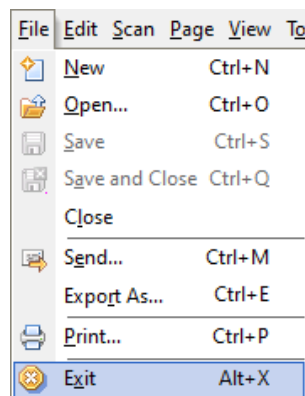 File Edit Scan Page View To
New Ctrl+N
Open... Ctrl+O
Save Ctrl+S
Save and Close Ctrl+Q
Close
Send... Ctrl+M
Export As... Ctrl+E
Print... Ctrl+P
Exit Alt+X